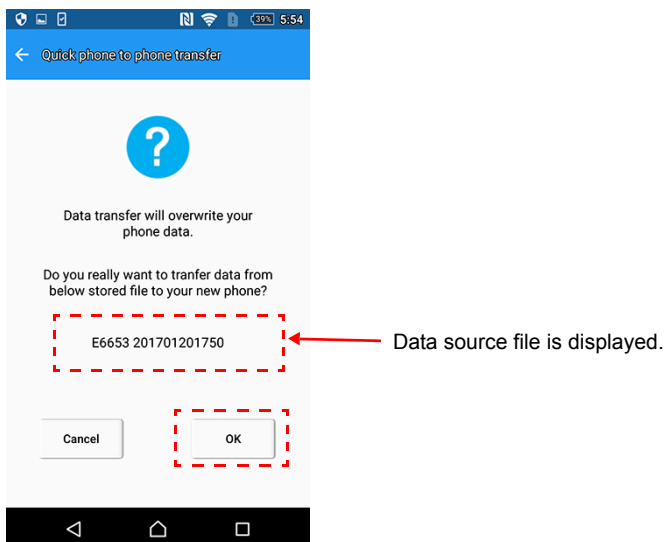 39% 5:54
Quick phone to phone transfer
Data transfer will overwrite your
phone data.
Do you really want to tranfer data from
below stored file to your new phone?
E6653 201701201750
Data source file is displayed.
Cancel OK